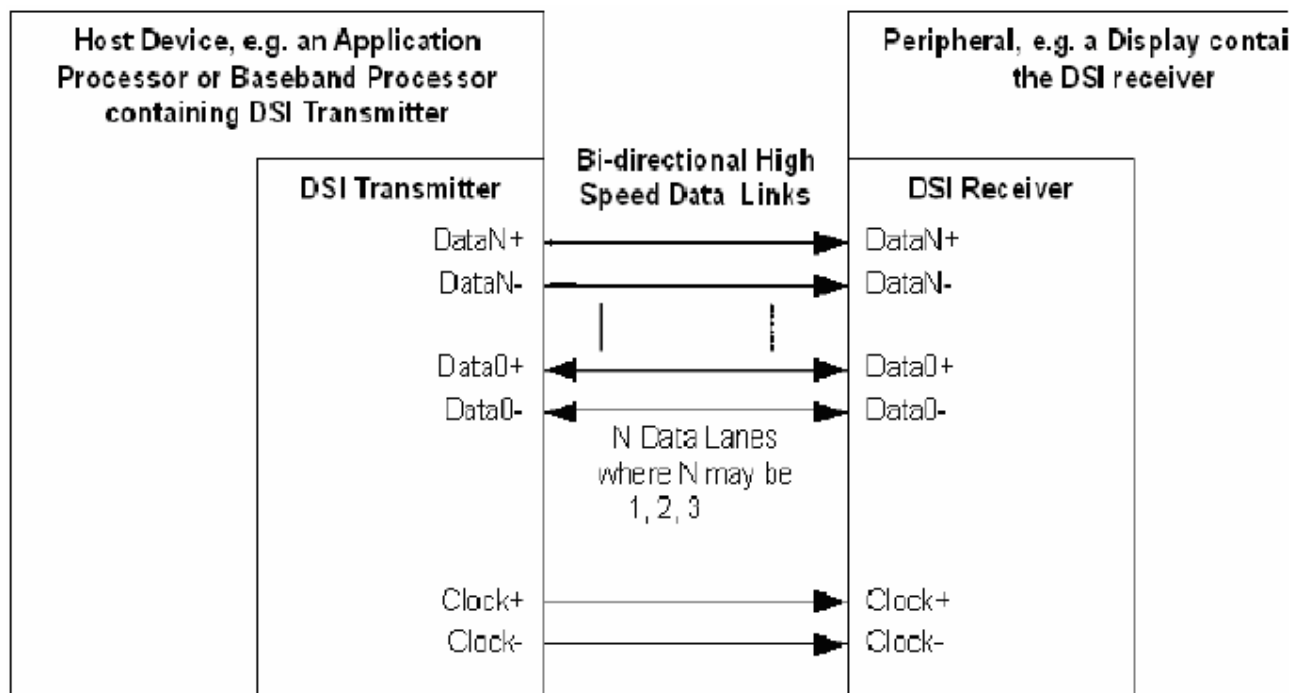 Host Device, e.g. an Application
Processor or Baseband Processor
containing DSI Transmitter
Peripheral, e.g. a Display contai
the DSI receiver
Bi-directional High
Speed Data Links
DSI Transmitter
DSI Receiver
DataN+
DataN+
DataN-
DataN-
Data0+
Data0+
Data0-
Data0-
N Data Lanes
where N may be
1, 2, 3
Clock+
Clock+
Clock-
Clock-